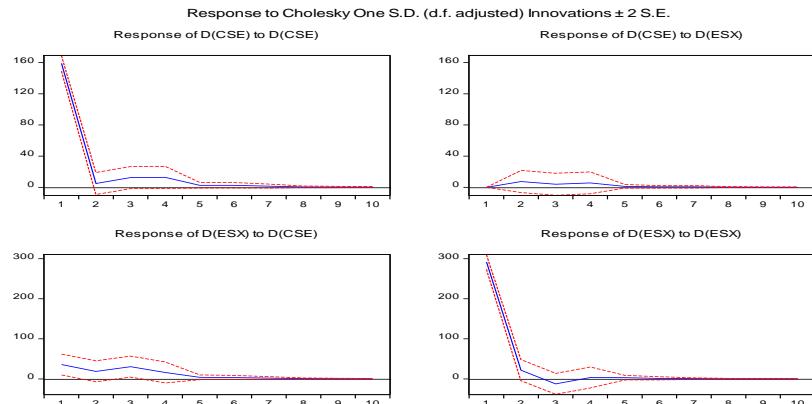 Response to Cholesky One S.D. (d.f. adjusted) Innovations ± 2 S.E.
Response of D(CSE) to D(CSE)
160
120
80
40
0
1 2 3 4 5 6 7 8 9 10
Response of D(CSE) to D(ESX)
160
120
80
40
0
1 2 3 4 5 6 7 8 9 10
Response of D(ESX) to D(CSE)
300
200
100
0
1 2 3 4 5 6 7 8 9 10
Response of D(ESX) to D(ESX)
300
200
100
0
1 2 3 4 5 6 7 8 9 10